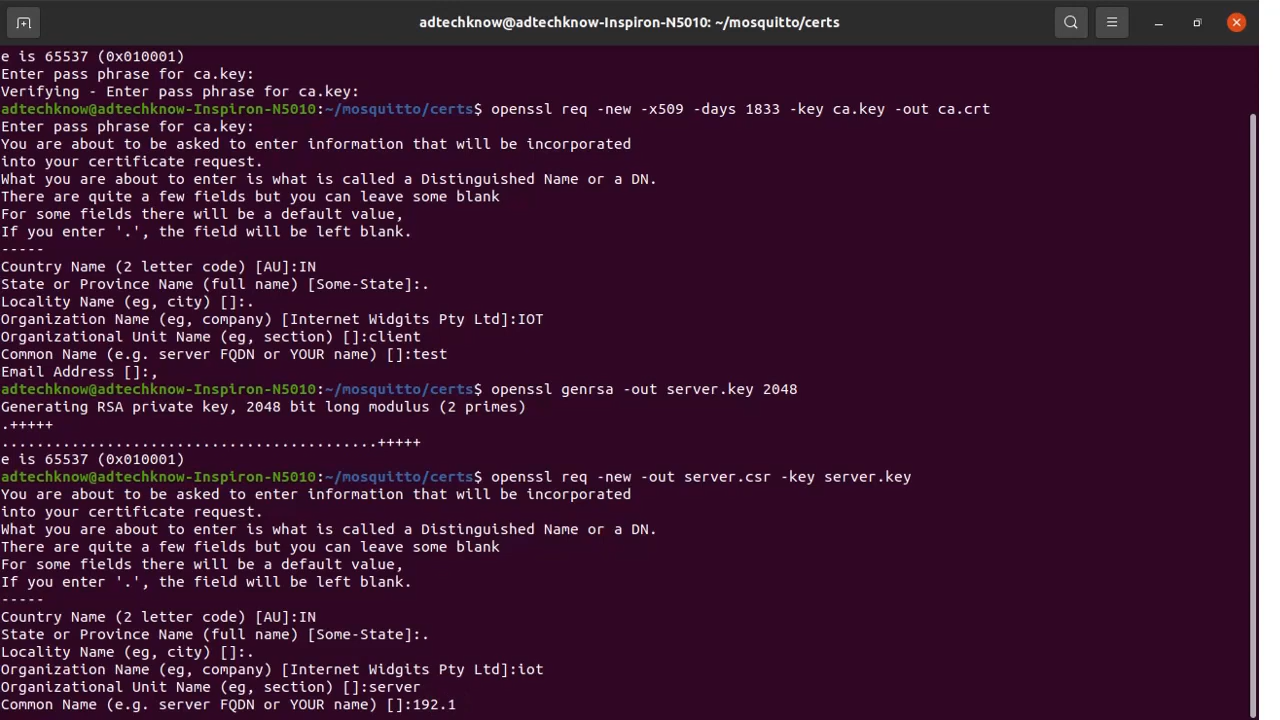 adtechknow@adtechknow-Inspiron-N5010: ~/mosquitto/certs
e is 65537 (0x010001)
Enter pass phrase for ca.key:
Verifying - Enter pass phrase for ca.key:
adtechknow@adtechknow-Inspiron-N5010:~/mosquitto/certs$ openssl req -new -x509 -days 1833 -key ca.key -out ca.crt
Enter pass phrase for ca.key:
You are about to be asked to enter information that will be incorporated
into your certificate request.
What you are about to enter is what is called a Distinguished Name or a DN.
There are quite a few fields but you can leave some blank
For some fields there will be a default value,
If you enter '.', the field will be left blank.
-----
Country Name (2 letter code) [AU]:IN
State or Province Name (full name) [Some-State]:.
Locality Name (eg, city) []:.
Organization Name (eg, company) [Internet Widgits Pty Ltd]:IOT
Organizational Unit Name (eg, section) []:client
Common Name (e.g. server FQDN or YOUR name) []:test
Email Address []:,
adtechknow@adtechknow-Inspiron-N5010:~/mosquitto/certs$ openssl genrsa -out server.key 2048
Generating RSA private key, 2048 bit long modulus (2 primes)
.+++++
...........................................+++++
e is 65537 (0x010001)
adtechknow@adtechknow-Inspiron-N5010:~/mosquitto/certs$ openssl req -new -out server.csr -key server.key
You are about to be asked to enter information that will be incorporated
into your certificate request.
What you are about to enter is what is called a Distinguished Name or a DN.
There are quite a few fields but you can leave some blank
For some fields there will be a default value,
If you enter '.', the field will be left blank.
-----
Country Name (2 letter code) [AU]:IN
State or Province Name (full name) [Some-State]:.
Locality Name (eg, city) []:.
Organization Name (eg, company) [Internet Widgits Pty Ltd]:iot
Organizational Unit Name (eg, section) []:server
Common Name (e.g. server FQDN or YOUR name) []:192.1